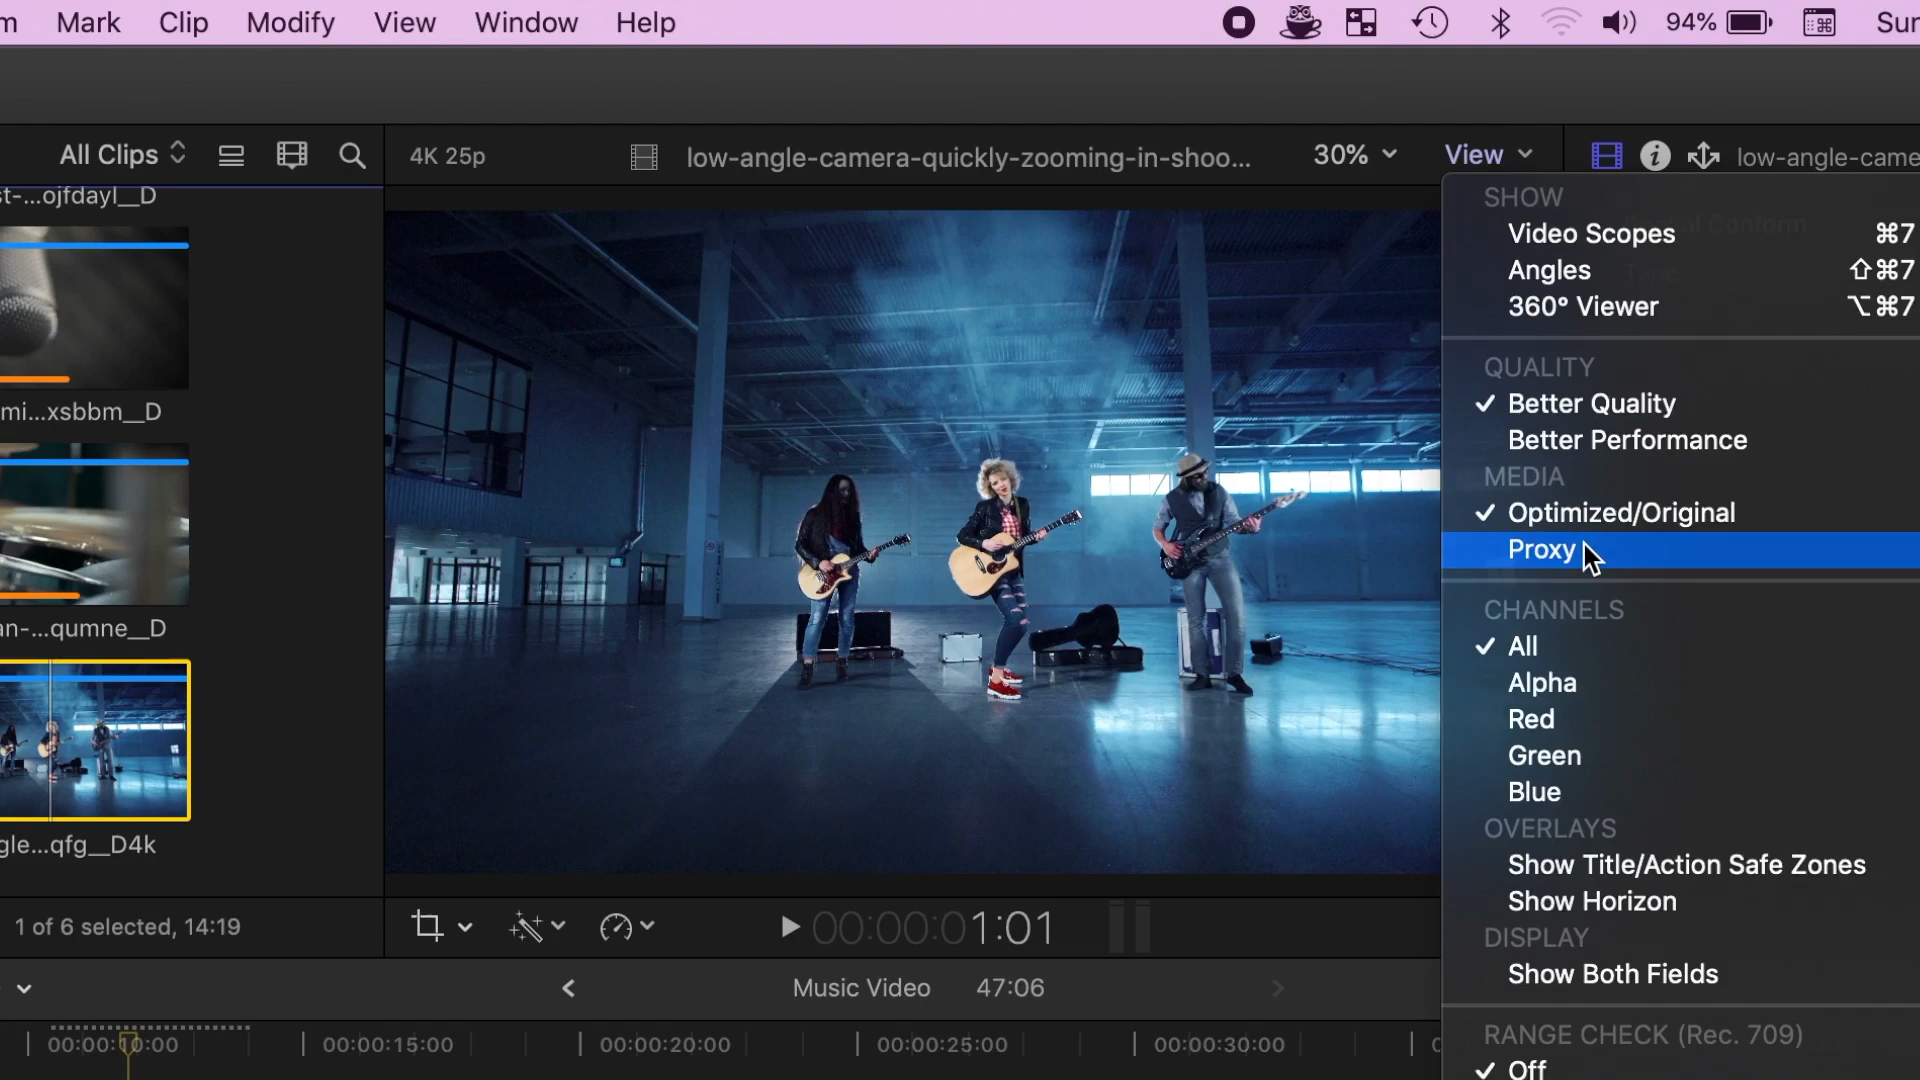 m Mark Clip Modify View Window Help 94% Sun
All Clips 4K 25p low-angle-camera-quickly-zooming-in-shoo... 30% View low-angle-came
st-...ojfdayl__D
mi...xsbbm__D
an-...qumne__D
gle...qfg__D4k
SHOW
Video Scopes ⌘7
Angles ⇧⌘7
360° Viewer ⌥⌘7
QUALITY
✓ Better Quality
Better Performance
MEDIA
✓ Optimized/Original
Proxy
CHANNELS
✓ All
Alpha
Red
Green
Blue
OVERLAYS
Show Title/Action Safe Zones
Show Horizon
DISPLAY
Show Both Fields
RANGE CHECK (Rec. 709)
✓ Off
1 of 6 selected, 14:19 00:00:01:01
Music Video 47:06
00:00:10:00 00:00:15:00 00:00:20:00 00:00:25:00 00:00:30:00